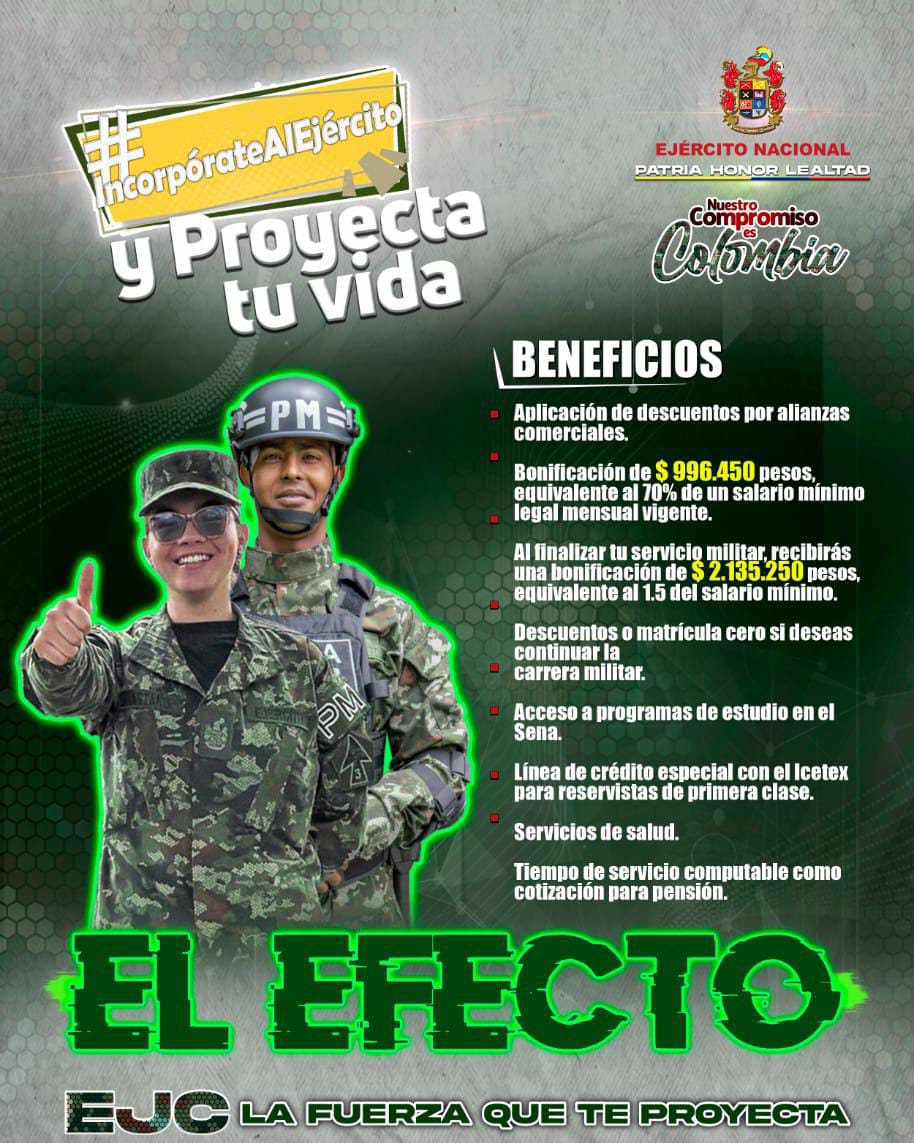 #IncorpórateAlEjército
y Proyecta
tu vida
EJÉRCITO NACIONAL
PATRIA HONOR LEALTAD
Nuestro
Compromiso
es
Colombia
BENEFICIOS
Aplicación de descuentos por alianzas
comerciales.
Bonificación de $ 996.450 pesos,
equivalente al 70% de un salario mínimo
legal mensual vigente.
Al finalizar tu servicio militar, recibirás
una bonificación de $ 2.135.250 pesos,
equivalente al 1.5 del salario mínimo.
Descuentos o matrícula cero si deseas
continuar la
carrera militar.
Acceso a programas de estudio en el
Sena.
Línea de crédito especial con el Icetex
para reservistas de primera clase.
Servicios de salud.
Tiempo de servicio computable como
cotización para pensión.
PM
A
PM
3
EL EFECTO
EJC LA FUERZA QUE TE PROYECTA